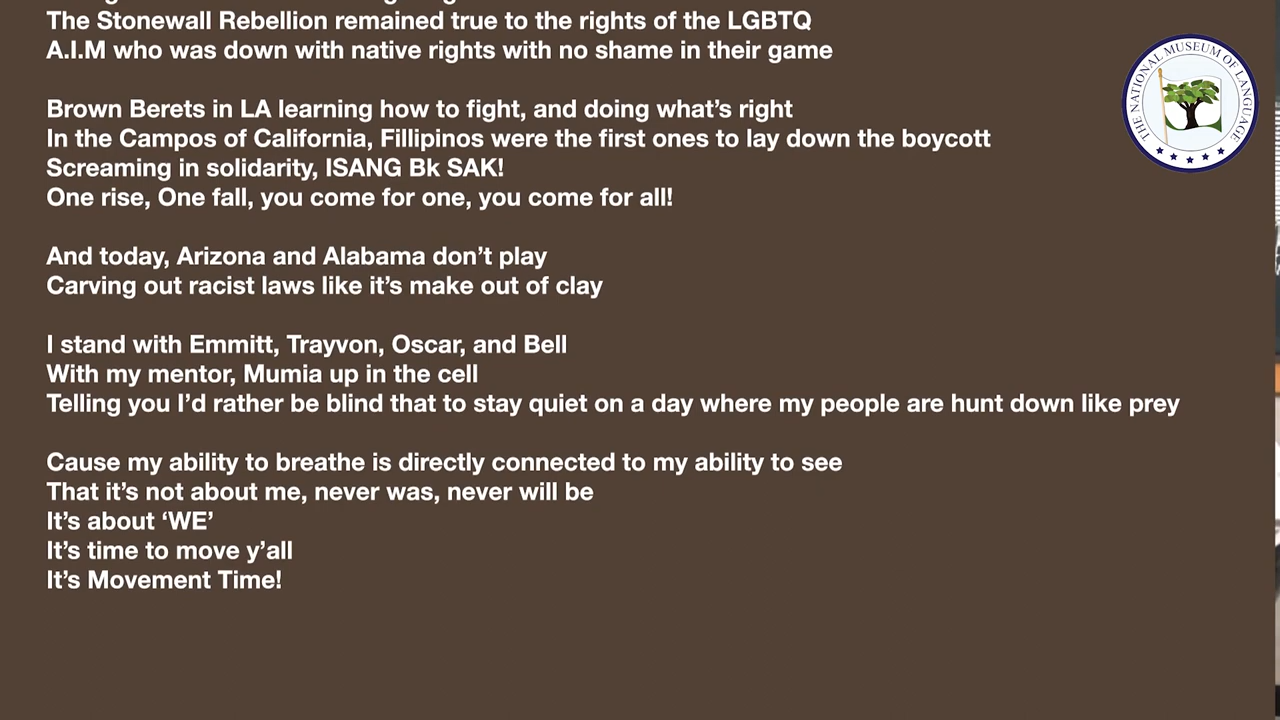 The Stonewall Rebellion remained true to the rights of the LGBTQ
A.I.M who was down with native rights with no shame in their game
Brown Berets in LA learning how to fight, and doing what’s right
In the Campos of California, Fillipinos were the first ones to lay down the boycott
Screaming in solidarity, ISANG Bk SAK!
One rise, One fall, you come for one, you come for all!
And today, Arizona and Alabama don’t play
Carving out racist laws like it’s make out of clay
I stand with Emmitt, Trayvon, Oscar, and Bell
With my mentor, Mumia up in the cell
Telling you I’d rather be blind that to stay quiet on a day where my people are hunt down like prey
Cause my ability to breathe is directly connected to my ability to see
That it’s not about me, never was, never will be
It’s about ‘WE’
It’s time to move y’all
It’s Movement Time!
THE NATIONAL MUSEUM OF LANGUAGE